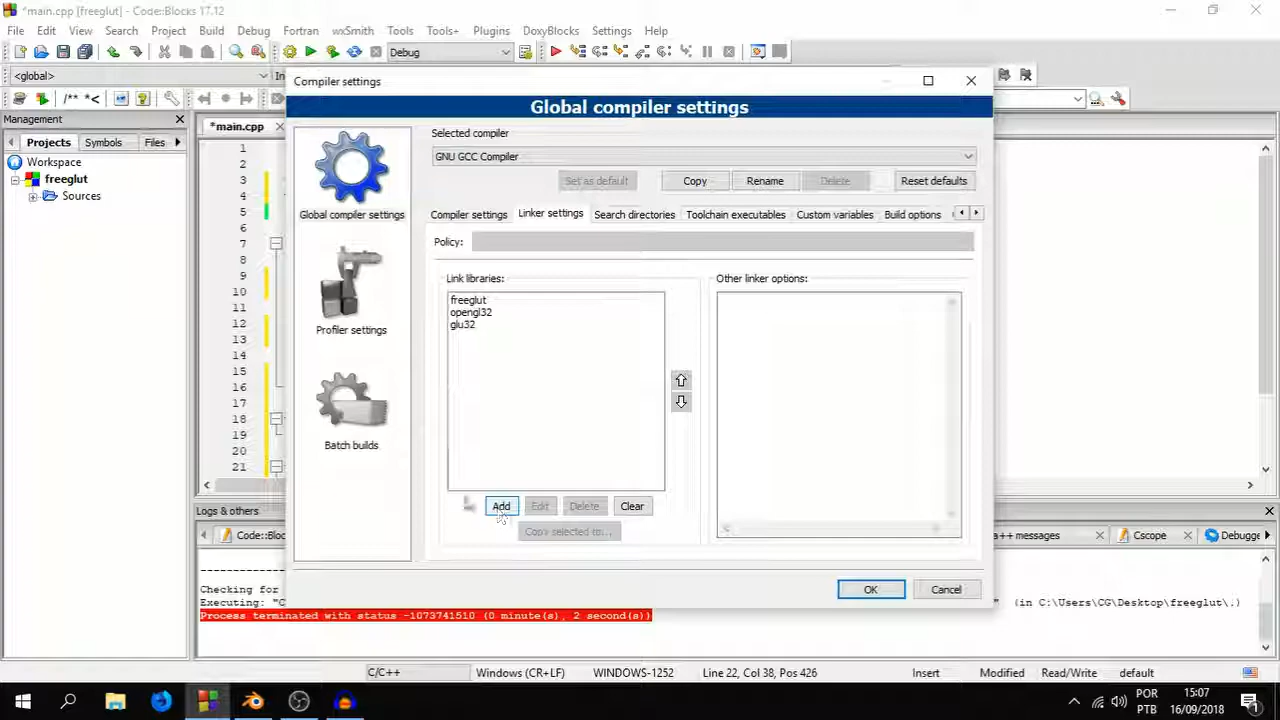 *main.cpp [freeglut] - Code::Blocks 17.12
File Edit View Search Project Build Debug Fortran wxSmith Tools Tools+ Plugins DoxyBlocks Settings Help
Debug
<global>
/** *<
Management
Projects Symbols Files
Workspace
freeglut
Sources
*main.cpp
1
2
3
4
5
6
7
8
9
10
11
12
13
14
15
16
17
18
19
20
21
Compiler settings
Global compiler settings
Global compiler settings
Profiler settings
Batch builds
Selected compiler
GNU GCC Compiler
Set as default Copy Rename Delete Reset defaults
Compiler settings Linker settings Search directories Toolchain executables Custom variables Build options
Policy:
Link libraries:
freeglut
opengl32
glu32
Add Edit Delete Clear
Copy selected to...
Other linker options:
OK Cancel
Logs & others
Code::Bloc
++ messages Cscope Debugge
Checking for
Executing: "C
" (in C:\Users\CG\Desktop\freeglut\.)
Process terminated with status -1073741510 (0 minute(s), 2 second(s))
C/C++ Windows (CR+LF) WINDOWS-1252 Line 22, Col 38, Pos 426 Insert Modified Read/Write default
POR
PTB
15:07
16/09/2018
1